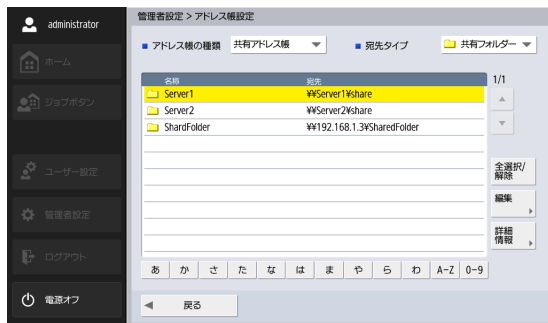 administrator
ホーム
ジョブボタン
ユーザー設定
管理者設定
ログアウト
電源オフ
管理者設定 > アドレス帳設定
アドレス帳の種類 共有アドレス帳 宛先タイプ 共有フォルダー
名称 宛先 1/1
Server1 ¥¥Server1¥share
Server2 ¥¥Server2¥share
ShardFolder ¥¥192.168.1.3¥SharedFolder
全選択/
解除
編集
詳細
情報
あ か さ た な は ま や ら わ A-Z 0-9
戻る